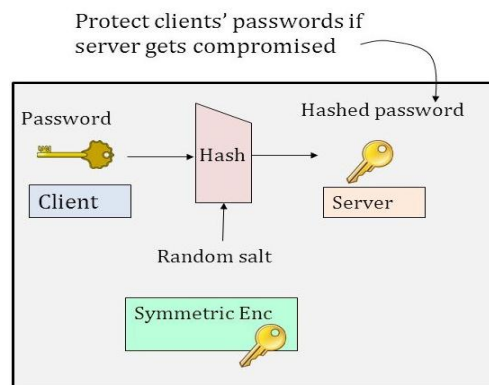 Protect clients’ passwords if
server gets compromised
Hashed password
Password
Hash
Client
Server
Random salt
Symmetric Enc